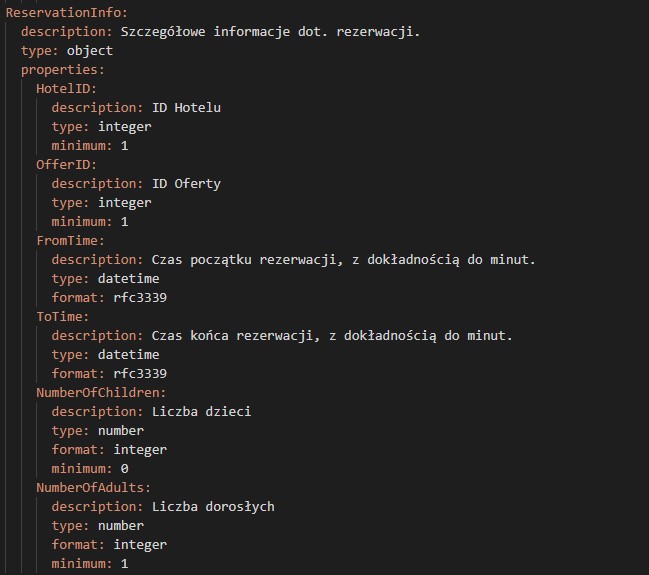 ReservationInfo:
description: Szczegółowe informacje dot. rezerwacji.
type: object
properties:
HotelID:
description: ID Hotelu
type: integer
minimum: 1
OfferID:
description: ID Oferty
type: integer
minimum: 1
FromTime:
description: Czas początku rezerwacji, z dokładnością do minut.
type: datetime
format: rfc3339
ToTime:
description: Czas końca rezerwacji, z dokładnością do minut.
type: datetime
format: rfc3339
NumberOfChildren:
description: Liczba dzieci
type: number
format: integer
minimum: 0
NumberOfAdults:
description: Liczba dorosłych
type: number
format: integer
minimum: 1